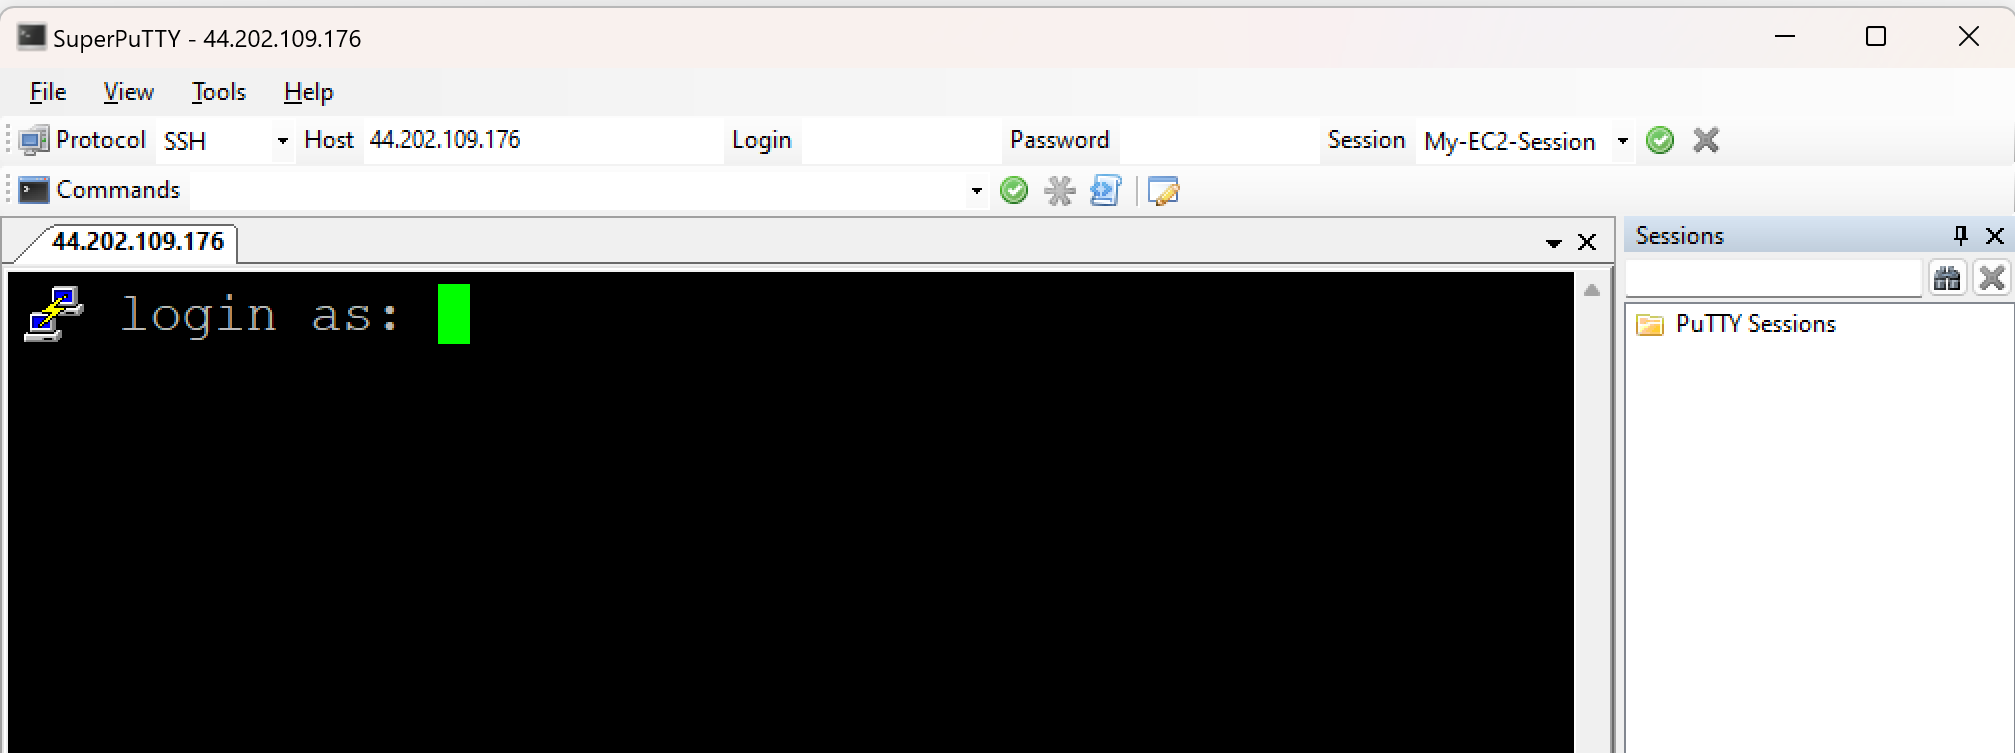 SuperPuTTY - 44.202.109.176
File View Tools Help
Protocol SSH Host 44.202.109.176 Login Password Session My-EC2-Session
Commands
44.202.109.176
login as:
Sessions
PuTTY Sessions